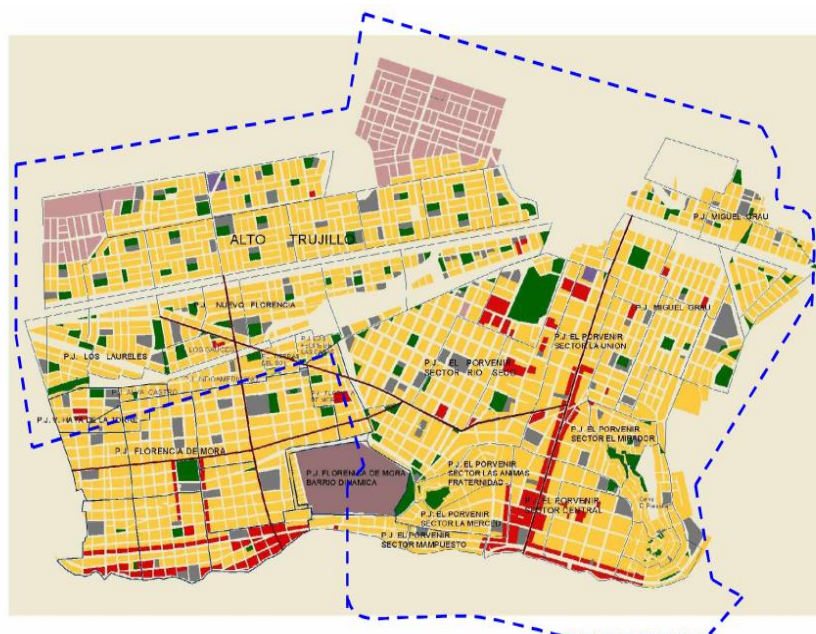 P.J. MIGUEL GRAU
ALTO TRUJILLO
P.J. NUEVO FLORENCIA
P.J. MIGUEL GRAU
P.J. EL PORVENIR
SECTOR LA UNION
P.J. LOS LAURELES
LOS SAUCES
P.J. EL PORVENIR
SECTOR RIO SECO
P.J. V. HAYA DE LA TORRE
P.J. FLORENCIA DE MORA
P.J. EL PORVENIR
SECTOR EL MIRADOR
P.J. FLORENCIA DE MORA
BARRIO DINAMICA
P.J. EL PORVENIR
SECTOR LAS ANIMAS
FRATERNIDAD
P.J. EL PORVENIR
SECTOR CENTRAL
P.J. EL PORVENIR
SECTOR LA MERCED
P.J. EL PORVENIR
SECTOR MAMPUESTO